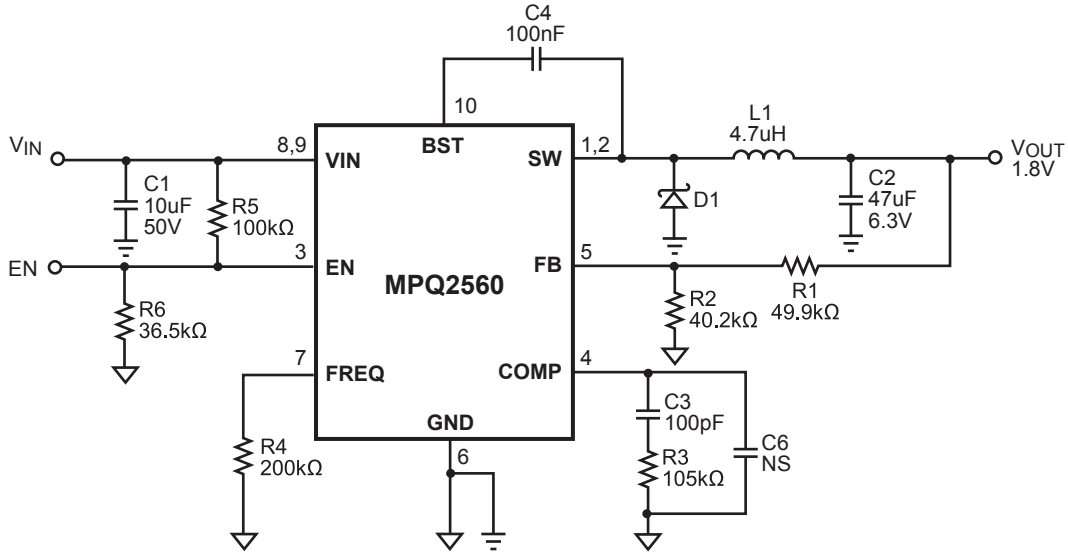 C4
100nF
10
BST
VIN
8,9
VIN
SW
1,2
L1
4.7uH
VOUT
1.8V
C1
10uF
50V
R5
100kΩ
D1
C2
47uF
6.3V
EN
3
EN
MPQ2560
FB
5
R1
49.9kΩ
R2
40.2kΩ
R6
36.5kΩ
7
FREQ
COMP
4
GND
6
R4
200kΩ
C3
100pF
R3
105kΩ
C6
NS